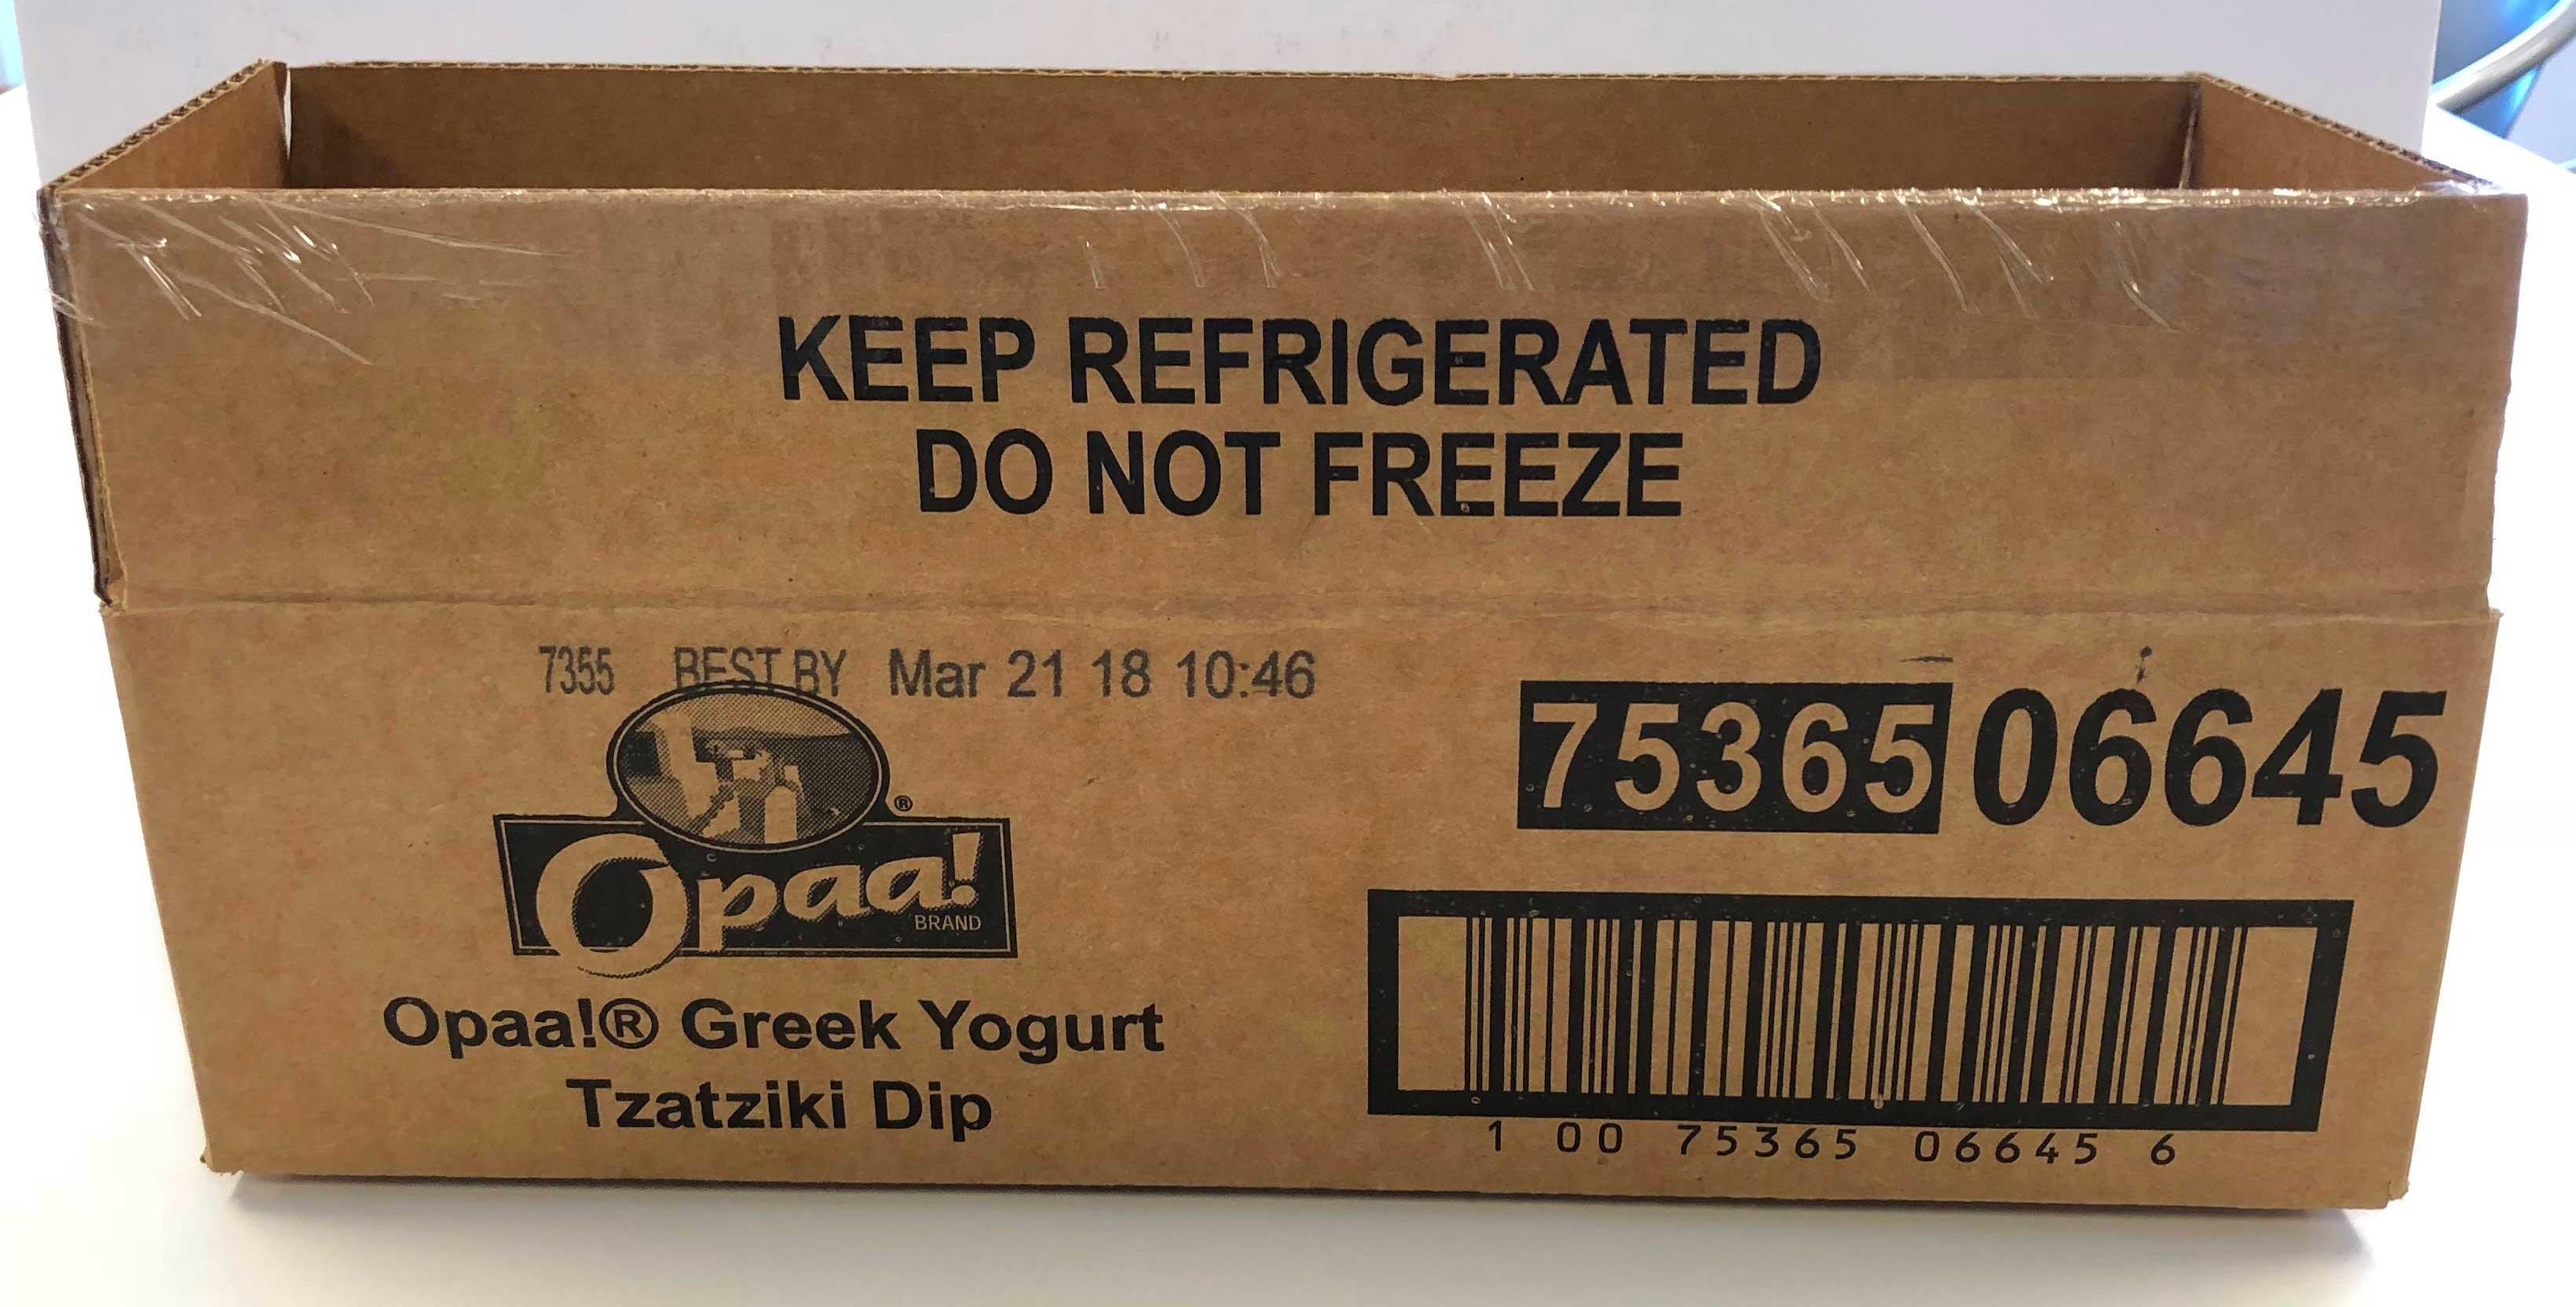 KEEP REFRIGERATED
DO NOT FREEZE
7355 BEST BY Mar 21 18 10:46
75365 06645
®
Opaa!
BRAND
Opaa!® Greek Yogurt
Tzatziki Dip
1 00 75365 06645 6